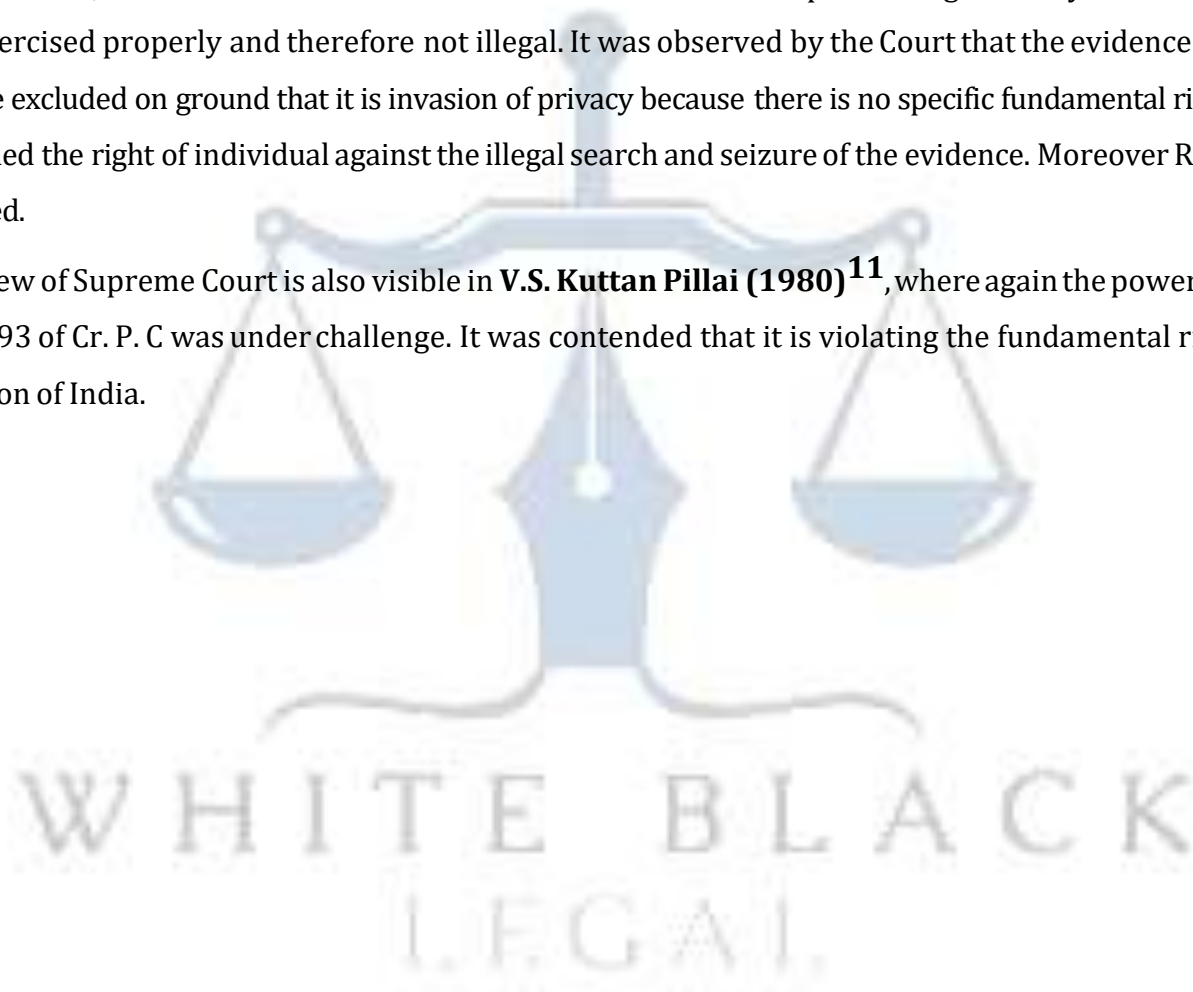 ercised properly and therefore not illegal. It was observed by the Court that the evidence
e excluded on ground that it is invasion of privacy because there is no specific fundamental ri
ed the right of individual against the illegal search and seizure of the evidence. Moreover R
ed.
ew of Supreme Court is also visible in V.S. Kuttan Pillai (1980)11, where again the power
93 of Cr. P. C was under challenge. It was contended that it is violating the fundamental ri
on of India.
WHITE BLACK
LEGAL